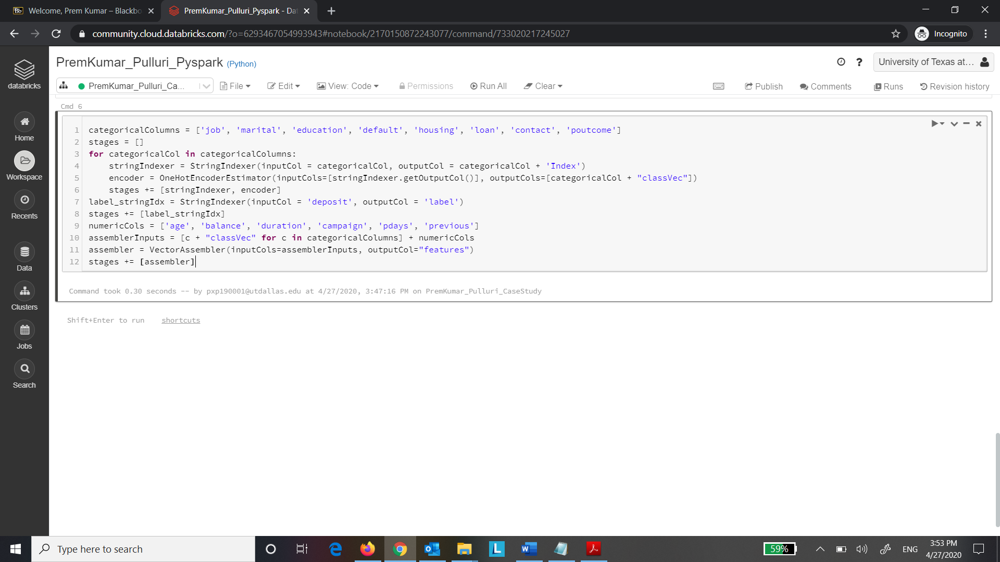 Welcome, Prem Kumar – Blackbo
PremKumar_Pulluri_Pyspark - Dat
community.cloud.databricks.com/?o=6293467054993943#notebook/2170150872243077/command/733020217245027
Incognito
databricks
Home
Workspace
Recents
Data
Clusters
Jobs
Search
PremKumar_Pulluri_Pyspark (Python)
University of Texas at...
PremKumar_Pulluri_Ca...
File
Edit
View: Code
Permissions
Run All
Clear
Publish
Comments
Runs
Revision history
Cmd 6
1 categoricalColumns = ['job', 'marital', 'education', 'default', 'housing', 'loan', 'contact', 'poutcome']
2 stages = []
3 for categoricalCol in categoricalColumns:
4     stringIndexer = StringIndexer(inputCol = categoricalCol, outputCol = categoricalCol + 'Index')
5     encoder = OneHotEncoderEstimator(inputCols=[stringIndexer.getOutputCol()], outputCols=[categoricalCol + "classVec"])
6     stages += [stringIndexer, encoder]
7 label_stringIdx = StringIndexer(inputCol = 'deposit', outputCol = 'label')
8 stages += [label_stringIdx]
9 numericCols = ['age', 'balance', 'duration', 'campaign', 'pdays', 'previous']
10 assemblerInputs = [c + "classVec" for c in categoricalColumns] + numericCols
11 assembler = VectorAssembler(inputCols=assemblerInputs, outputCol="features")
12 stages += [assembler]
Command took 0.30 seconds -- by pxp190001@utdallas.edu at 4/27/2020, 3:47:16 PM on PremKumar_Pulluri_CaseStudy
Shift+Enter to run shortcuts
Type here to search
59%
ENG
3:53 PM
4/27/2020